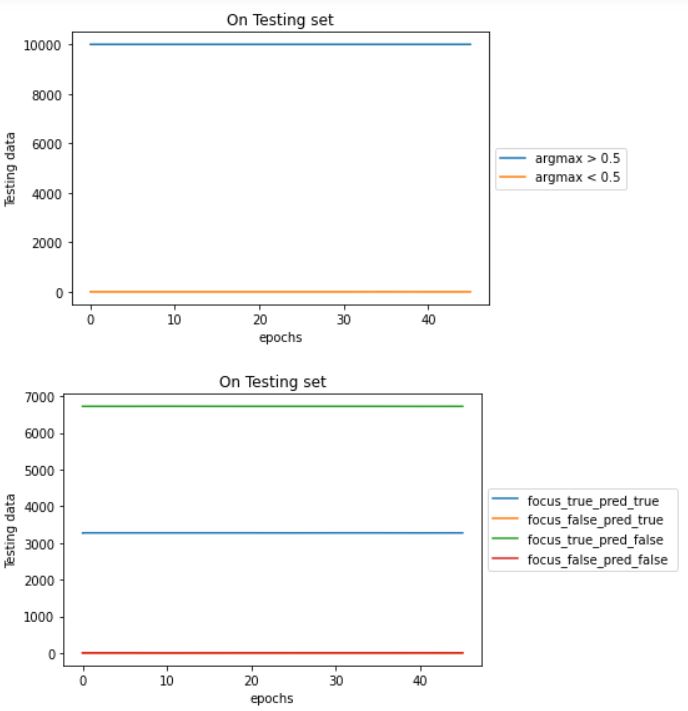 On Testing set
10000
8000
6000
4000
2000
0
Testing data
0 10 20 30 40
epochs
argmax > 0.5
argmax < 0.5
On Testing set
7000
6000
5000
4000
3000
2000
1000
0
Testing data
0 10 20 30 40
epochs
focus_true_pred_true
focus_false_pred_true
focus_true_pred_false
focus_false_pred_false